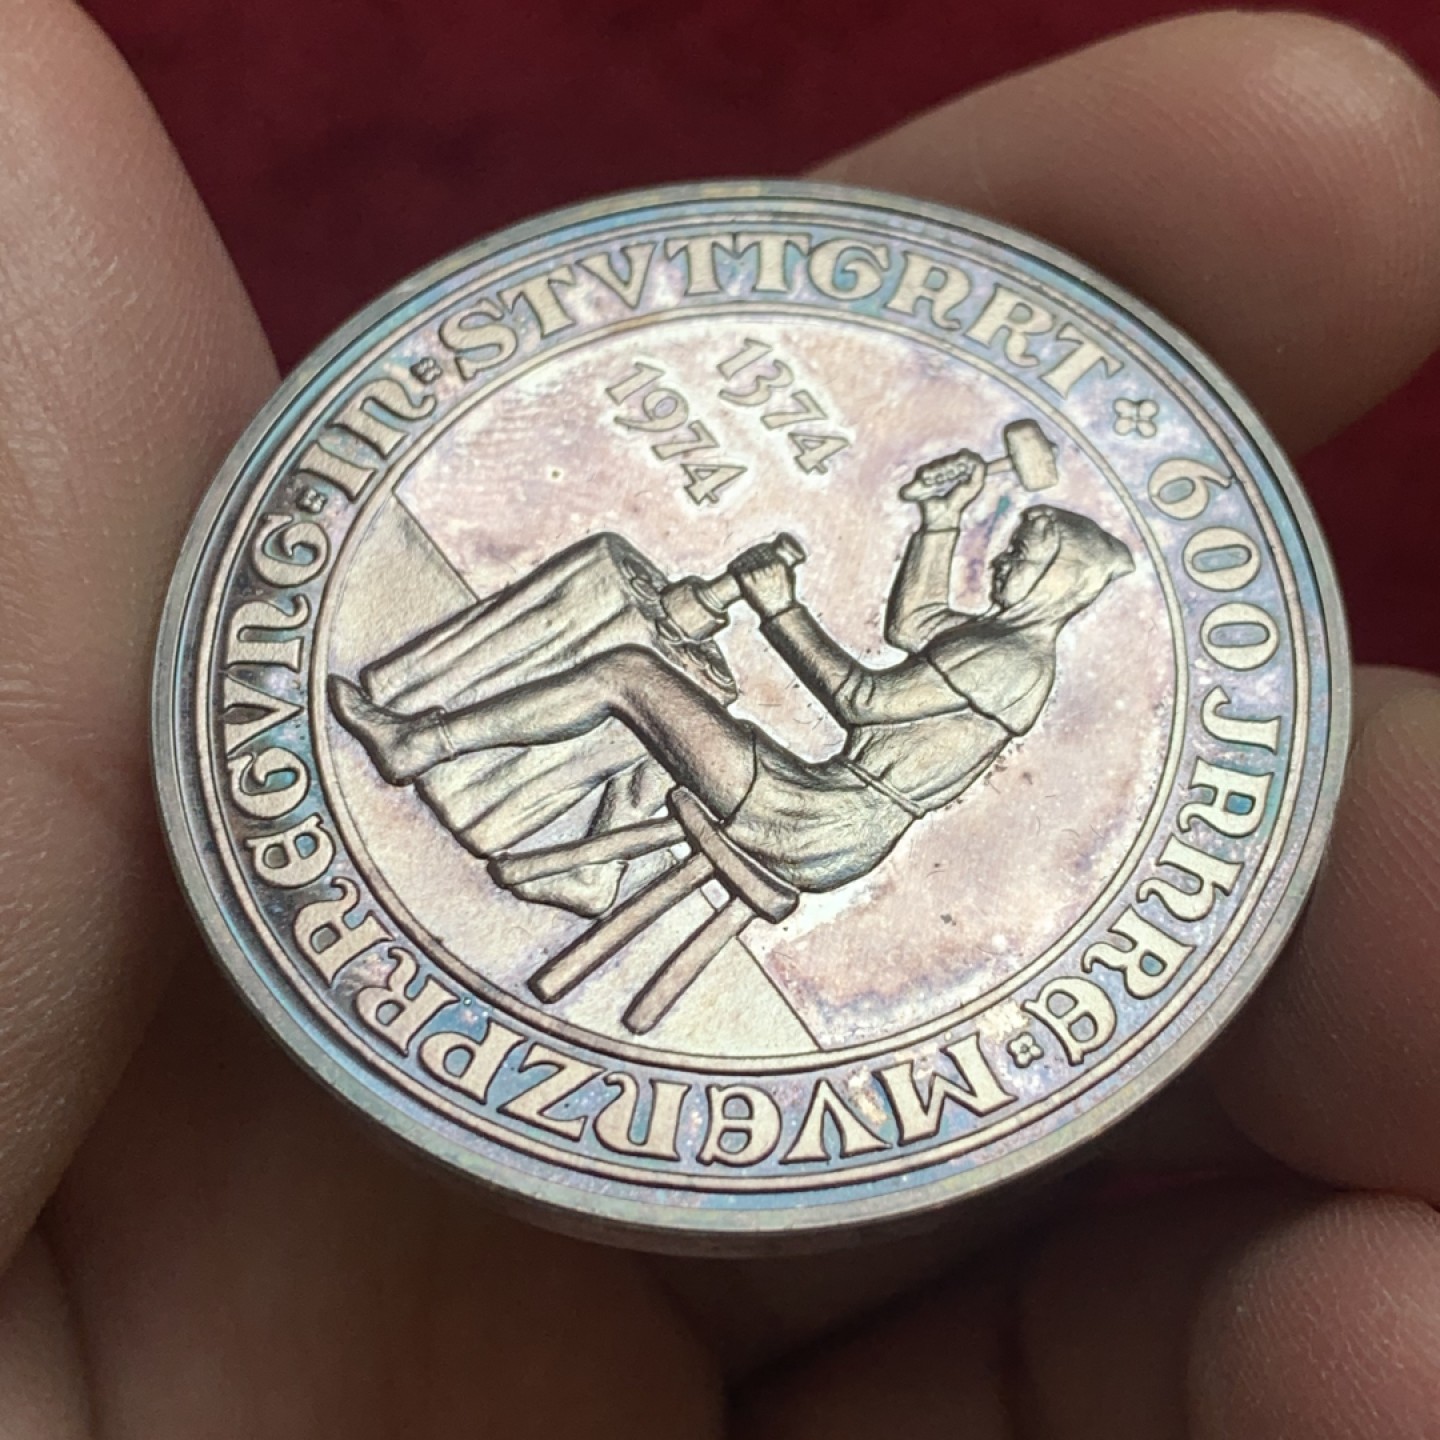 600 JAHRE · MVENZPRAEGVNG · IN · STVTTGART
1374
1974